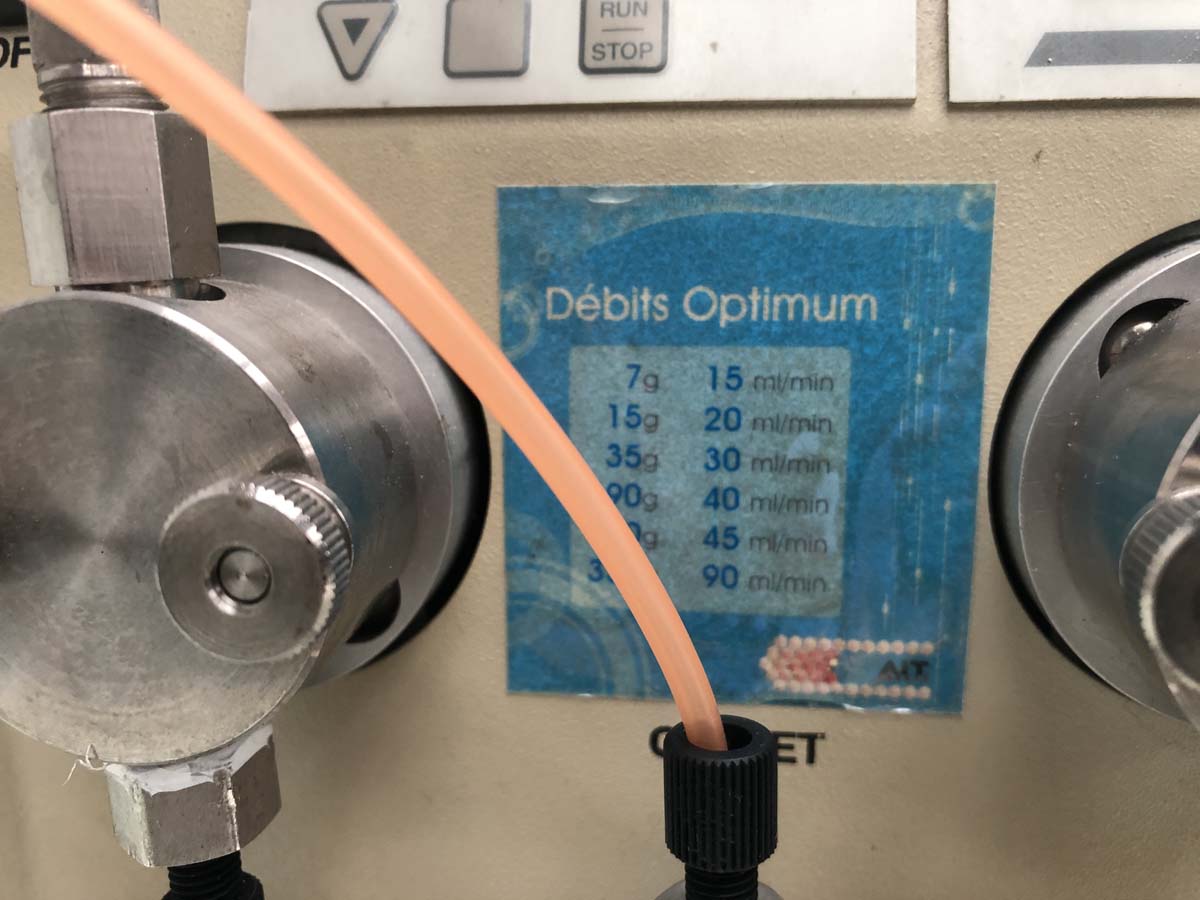 RUN
STOP
Débits Optimum
7g 15 ml/min
15g 20 ml/min
35g 30 ml/min
90g 40 ml/min
45 ml/min
90 ml/min
AIT